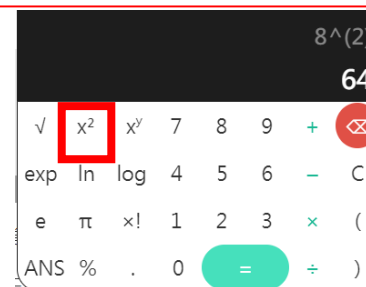 8^(2)
64
√ x² xʸ 7 8 9 +
exp ln log 4 5 6 − C
e π ×! 1 2 3 × (
ANS % . 0 = ÷ )